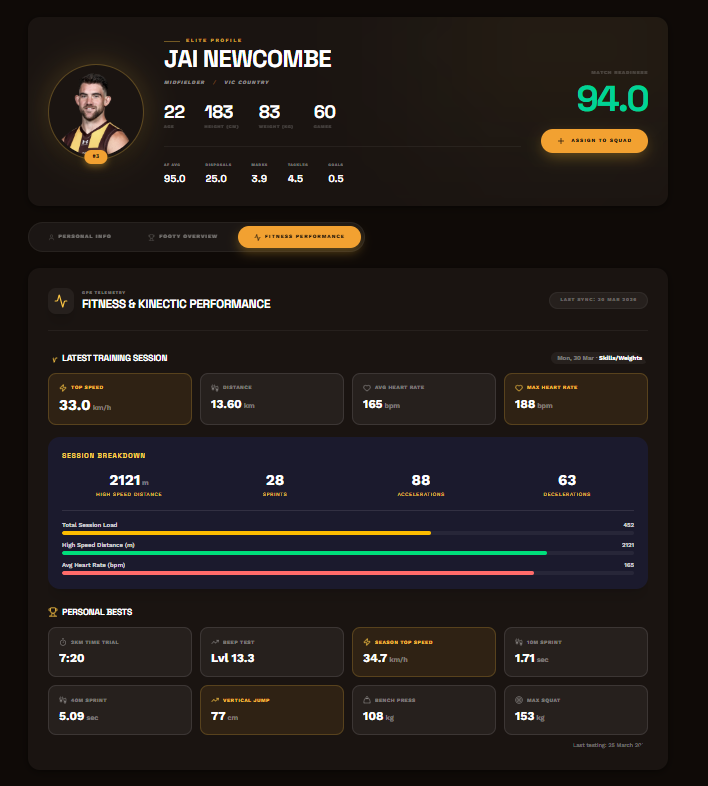 ELITE PROFILE
JAI NEWCOMBE
MIDFIELDER / VIC COUNTRY
22 183 83 60
AGE HEIGHT (CM) WEIGHT (KG) GAMES
AF AVG DISPOSALS MARKS TACKLES GOALS
95.0 25.0 3.9 4.5 0.5
#3
MATCH READINESS
94.0
ASSIGN TO SQUAD
PERSONAL INFO FOOTY OVERVIEW FITNESS PERFORMANCE
GPS TELEMETRY
FITNESS & KINECTIC PERFORMANCE
LAST SYNC: 30 MAR 2026
LATEST TRAINING SESSION
Mon, 30 Mar · Skills/Weights
TOP SPEED DISTANCE AVG HEART RATE MAX HEART RATE
33.0 km/h 13.60 km 165 bpm 188 bpm
SESSION BREAKDOWN
2121 m 28 88 63
HIGH SPEED DISTANCE SPRINTS ACCELERATIONS DECELERATIONS
Total Session Load 452
High Speed Distance (m) 2121
Avg Heart Rate (bpm) 165
PERSONAL BESTS
2KM TIME TRIAL BEEP TEST SEASON TOP SPEED 10M SPRINT
7:20 Lvl 13.3 34.7 km/h 1.71 sec
40M SPRINT VERTICAL JUMP BENCH PRESS MAX SQUAT
5.09 sec 77 cm 108 kg 153 kg
Last testing: 25 March